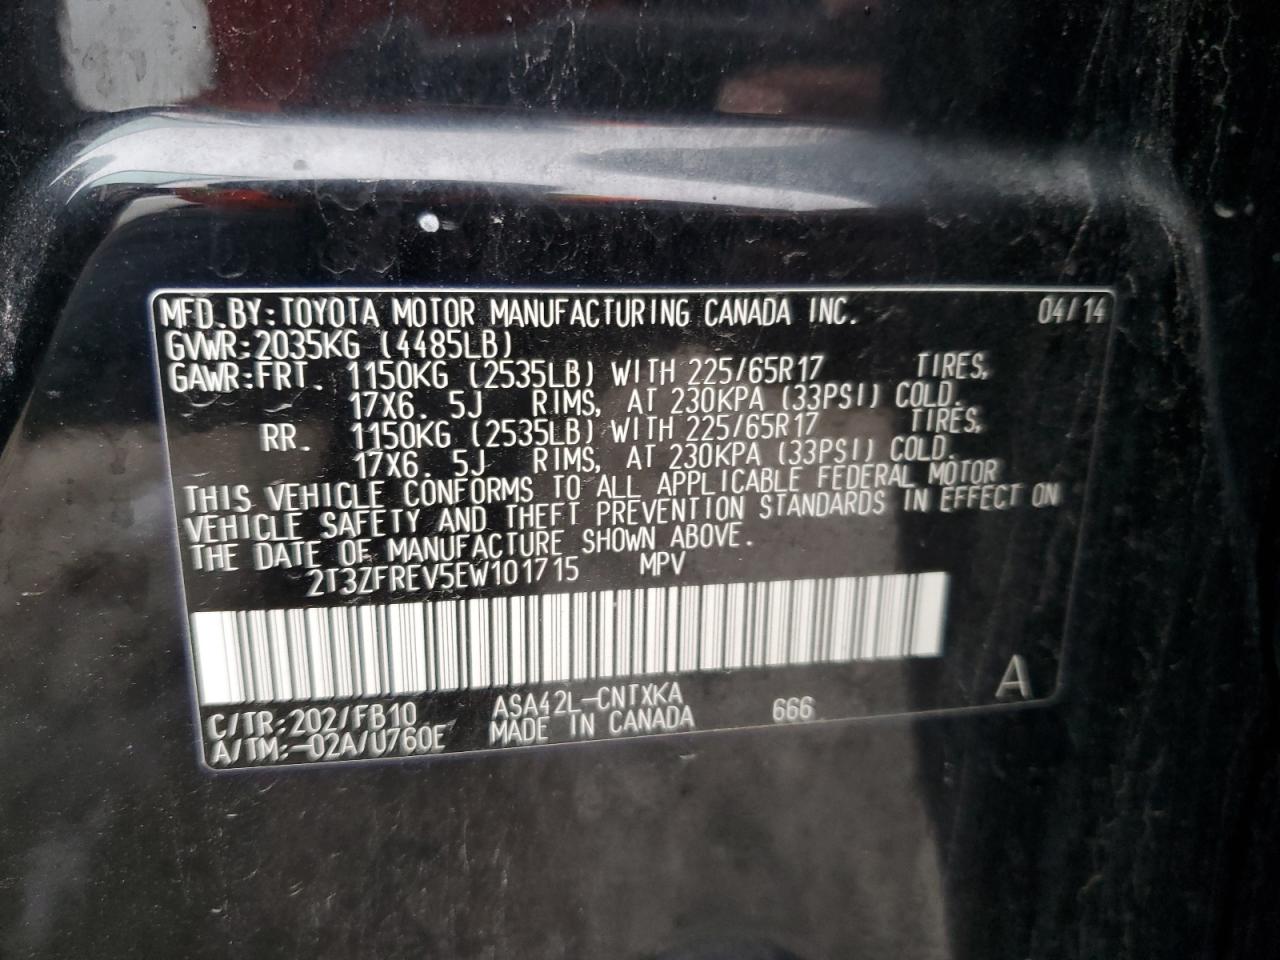 MFD.BY:TOYOTA MOTOR MANUFACTURING CANADA INC. 04/14
GVWR:2035KG (4485LB)
GAWR:FRT. 1150KG (2535LB) WITH 225/65R17 TIRES,
17X6.5J RIMS, AT 230KPA (33PSI) COLD.
RR. 1150KG (2535LB) WITH 225/65R17 TIRES,
17X6.5J RIMS, AT 230KPA (33PSI) COLD.
THIS VEHICLE CONFORMS TO ALL APPLICABLE FEDERAL MOTOR
VEHICLE SAFETY AND THEFT PREVENTION STANDARDS IN EFFECT ON
THE DATE OF MANUFACTURE SHOWN ABOVE.
2T3ZFREV5EW101715 MPV
C/TR:202/FB10 ASA42L-CNTXKA 666 A
A/TM:-02A/U760E MADE IN CANADA